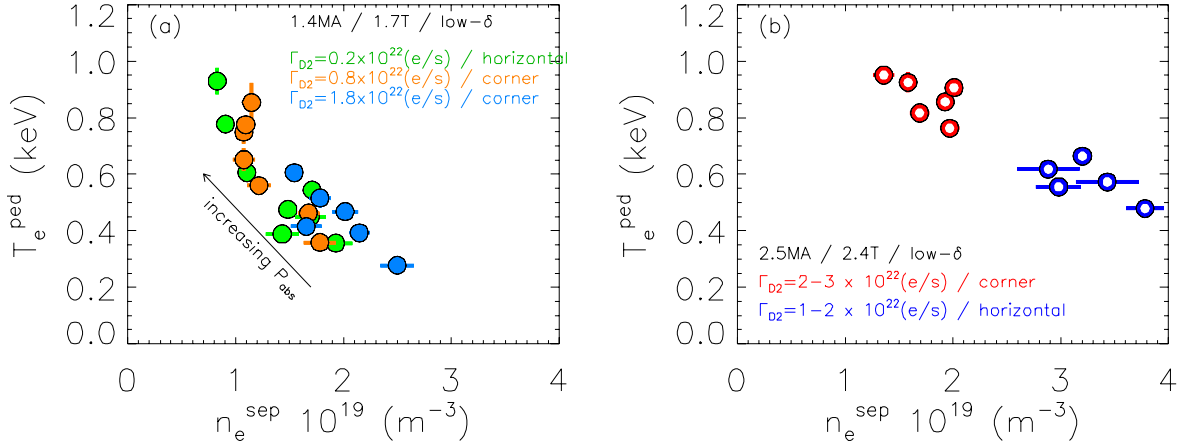 (a)
1.4MA / 1.7T / low-δ
Γ_D2=0.2x10^22(e/s) / horizontal
Γ_D2=0.8x10^22(e/s) / corner
Γ_D2=1.8x10^22(e/s) / corner
increasing P_abs
T_e^ped (keV)
1.2
1.0
0.8
0.6
0.4
0.2
0.0
0 1 2 3 4
n_e^sep 10^19 (m^-3)
(b)
2.5MA / 2.4T / low-δ
Γ_D2=2-3 x 10^22(e/s) / corner
Γ_D2=1-2 x 10^22(e/s) / horizontal
T_e^ped (keV)
1.2
1.0
0.8
0.6
0.4
0.2
0.0
0 1 2 3 4
n_e^sep 10^19 (m^-3)